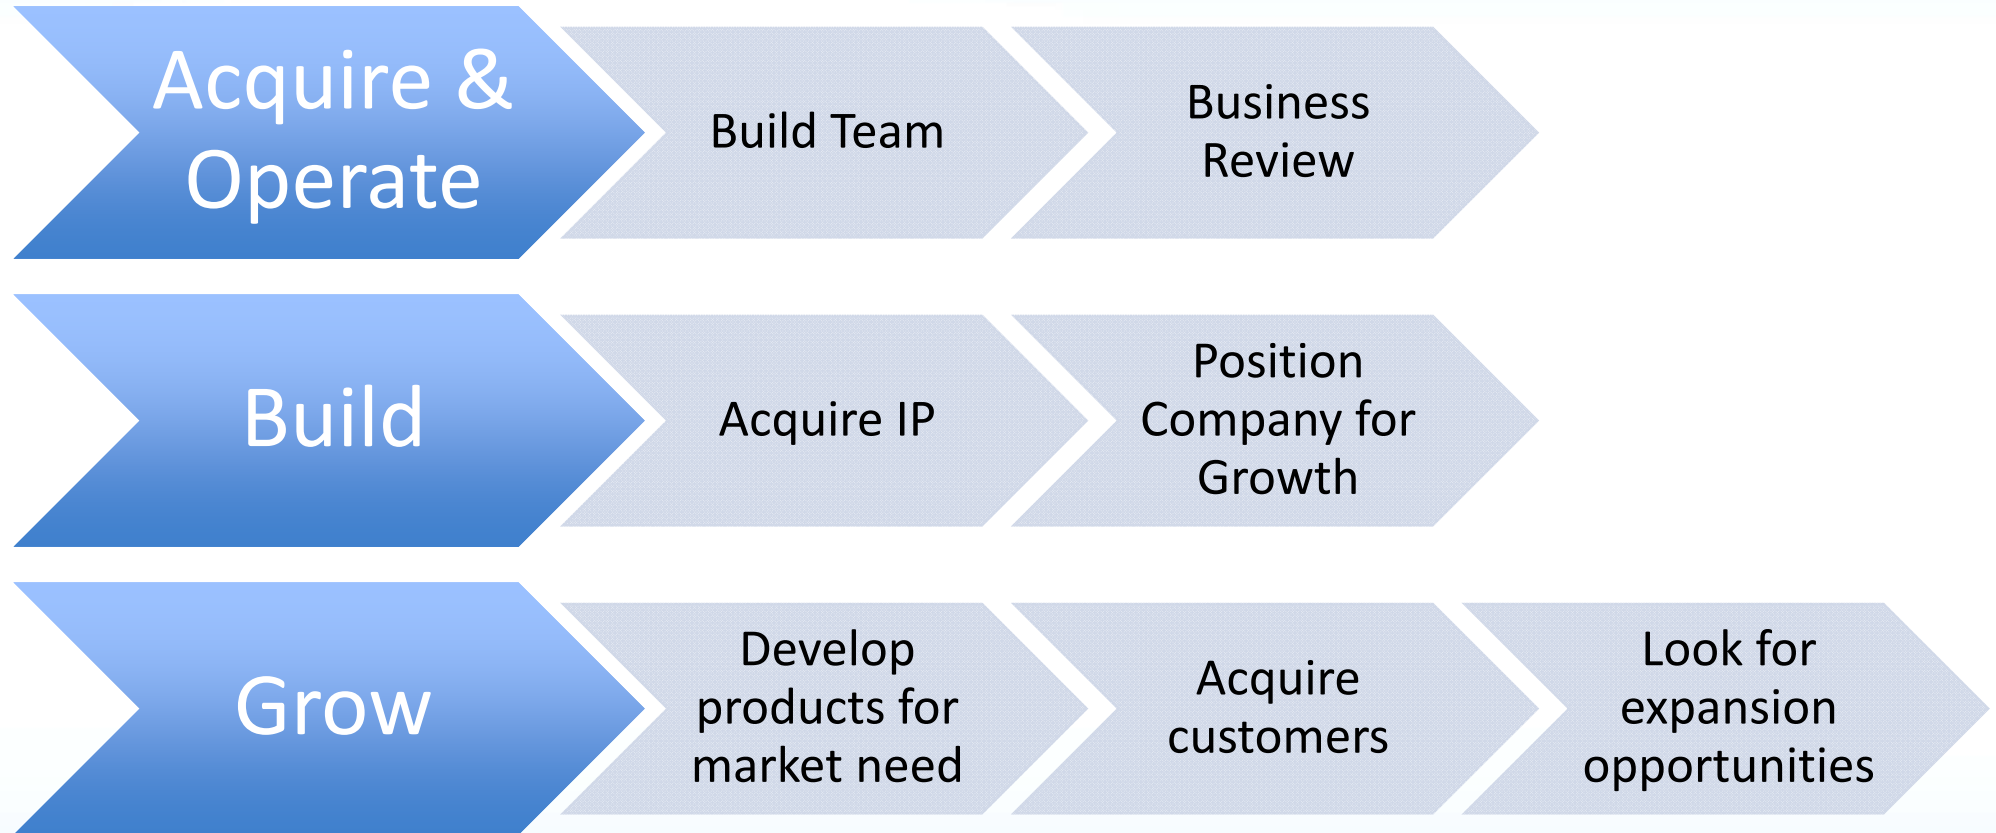 Acquire &
Operate
Build Team
Business
Review
Build
Acquire IP
Position
Company for
Growth
Grow
Develop
products for
market need
Acquire
customers
Look for
expansion
opportunities